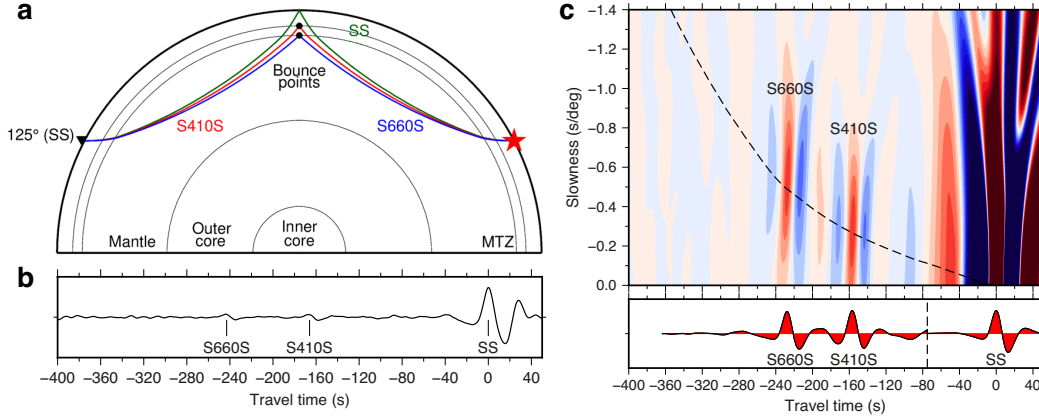 a
SS
Bounce
points
S410S
S660S
125° (SS)
Mantle
Outer
core
Inner
core
MTZ
b
S660S
S410S
SS
−400 −360 −320 −280 −240 −200 −160 −120 −80 −40 0 40
Travel time (s)
c
−1.4
−1.2
−1.0
−0.8
−0.6
−0.4
−0.2
0.0
Slowness (s/deg)
S660S
S410S
S660S
S410S
SS
−400 −360 −320 −280 −240 −200 −160 −120 −80 −40 0 40
Travel time (s)